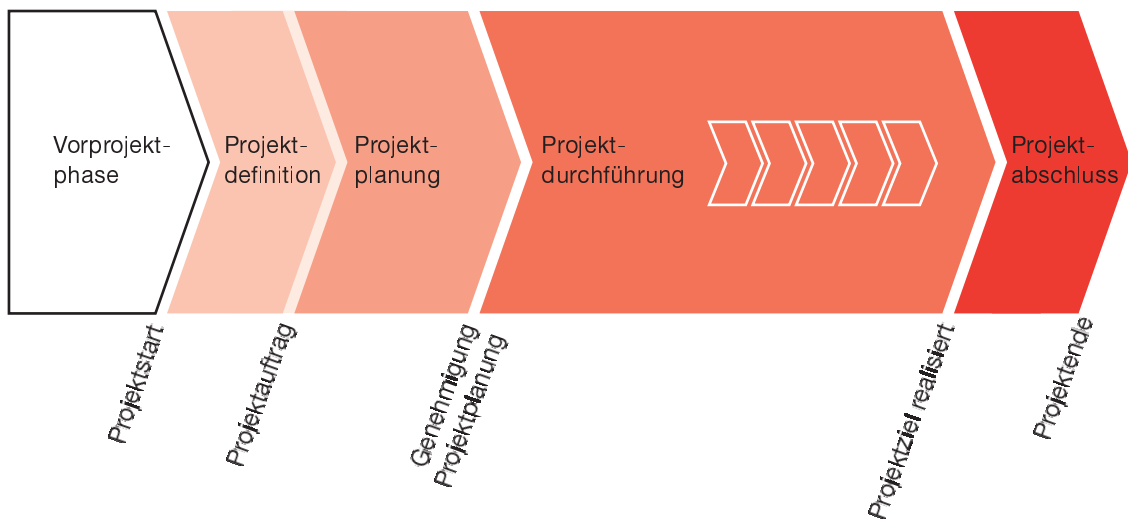 Vorprojekt-
phase
Projekt-
definition
Projekt-
planung
Projekt-
durchführung
Projekt-
abschluss
Projektstart
Projektauftrag
Genehmigung
Projektplanung
Projektziel realisiert
Projektende